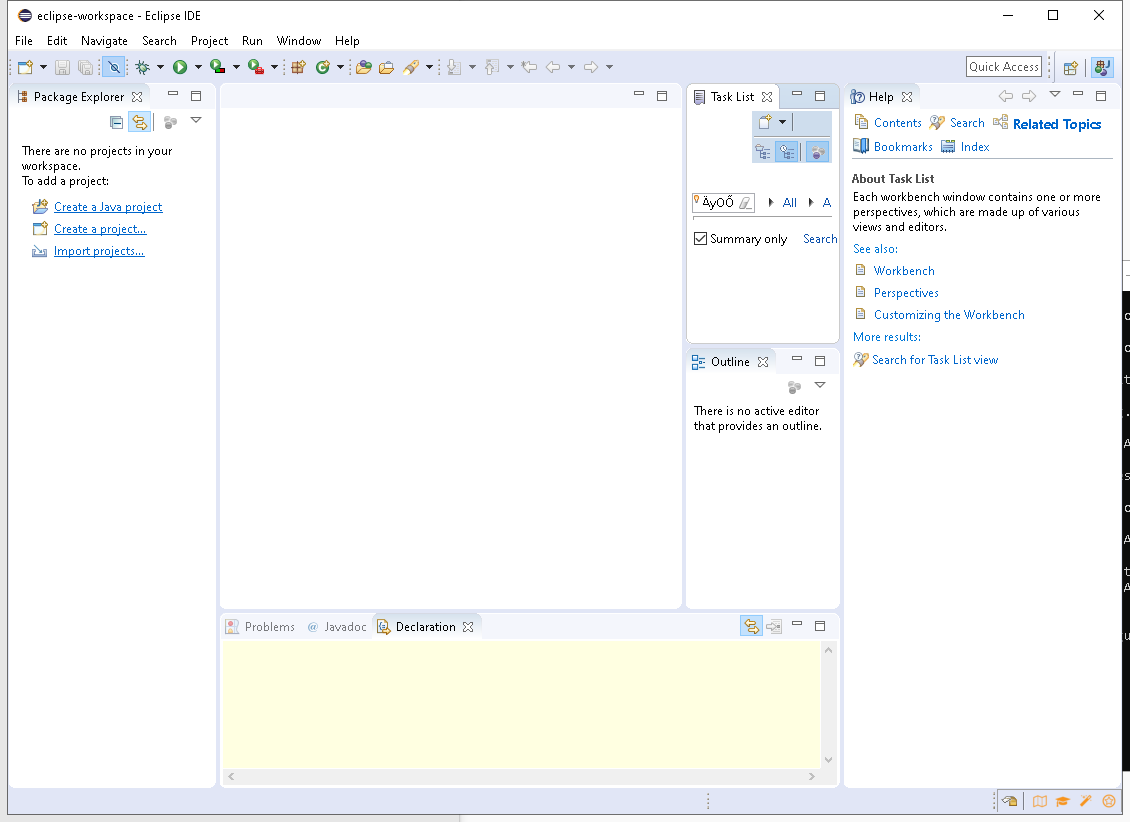 eclipse-workspace - Eclipse IDE
File Edit Navigate Search Project Run Window Help
Quick Access
Package Explorer
There are no projects in your
workspace.
To add a project:
Create a Java project
Create a project...
Import projects...
Task List
ÄyOŐ All A
Summary only Search
Outline
There is no active editor
that provides an outline.
Help
Contents Search Related Topics
Bookmarks Index
About Task List
Each workbench window contains one or more
perspectives, which are made up of various
views and editors.
See also:
Workbench
Perspectives
Customizing the Workbench
More results:
Search for Task List view
Problems @ Javadoc Declaration